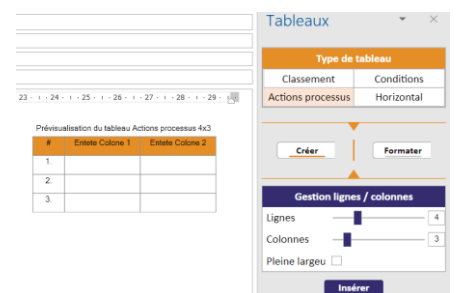 Tableaux
Type de tableau
Classement Conditions
Actions processus Horizontal
Créer Formater
Gestion lignes / colonnes
Lignes 4
Colonnes 3
Pleine largeu
Insérer
23 24 25 26 27 28 29
Prévisualisation du tableau Actions processus 4x3
# Entete Colone 1 Entete Colone 2
1.
2.
3.